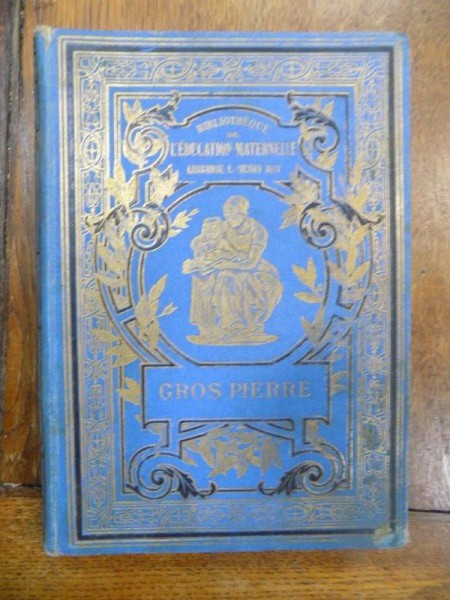 BIBLIOTHÈQUE
DE
L'ÉDUCATION MATERNELLE
GROS PIERRE